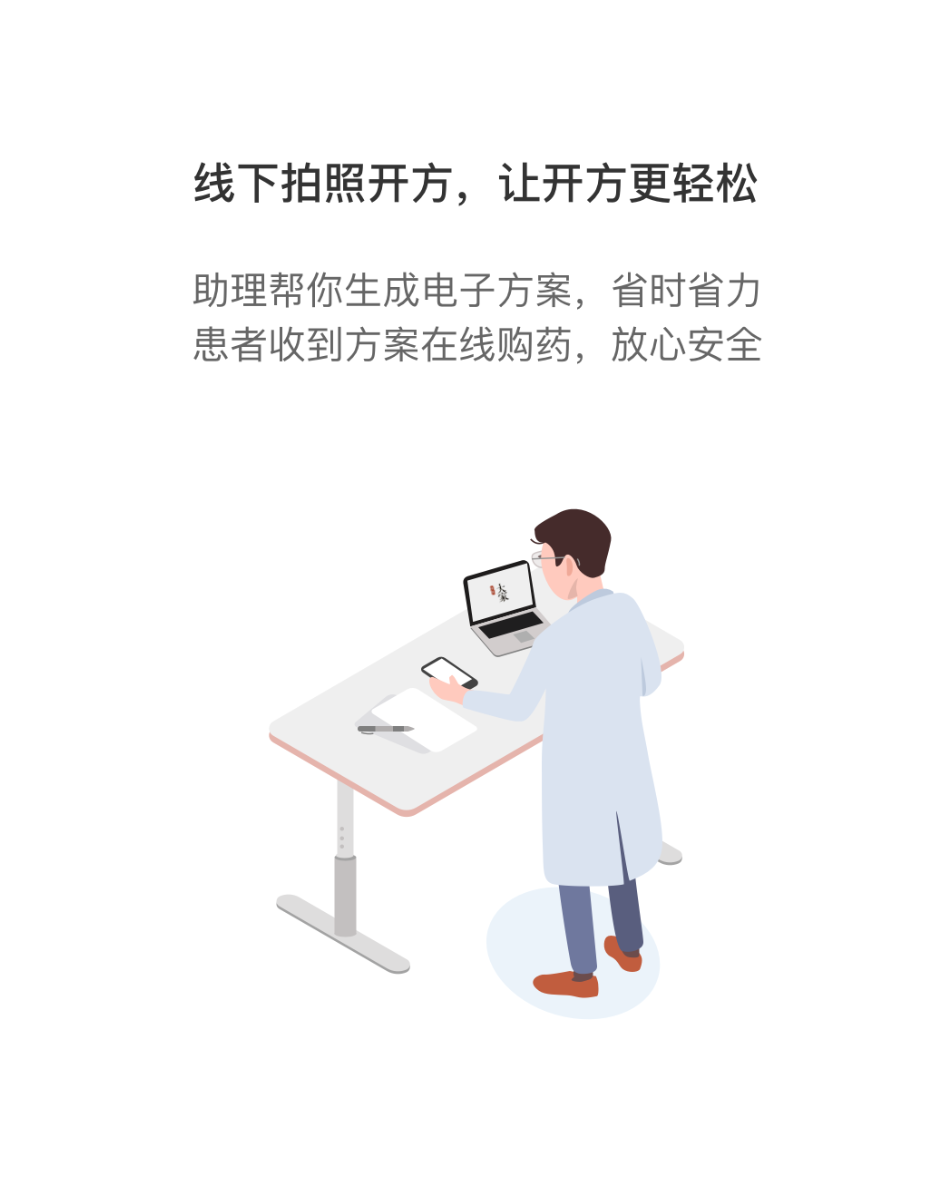 线下拍照开方，让开方更轻松
助理帮你生成电子方案，省时省力
患者收到方案在线购药，放心安全
大家